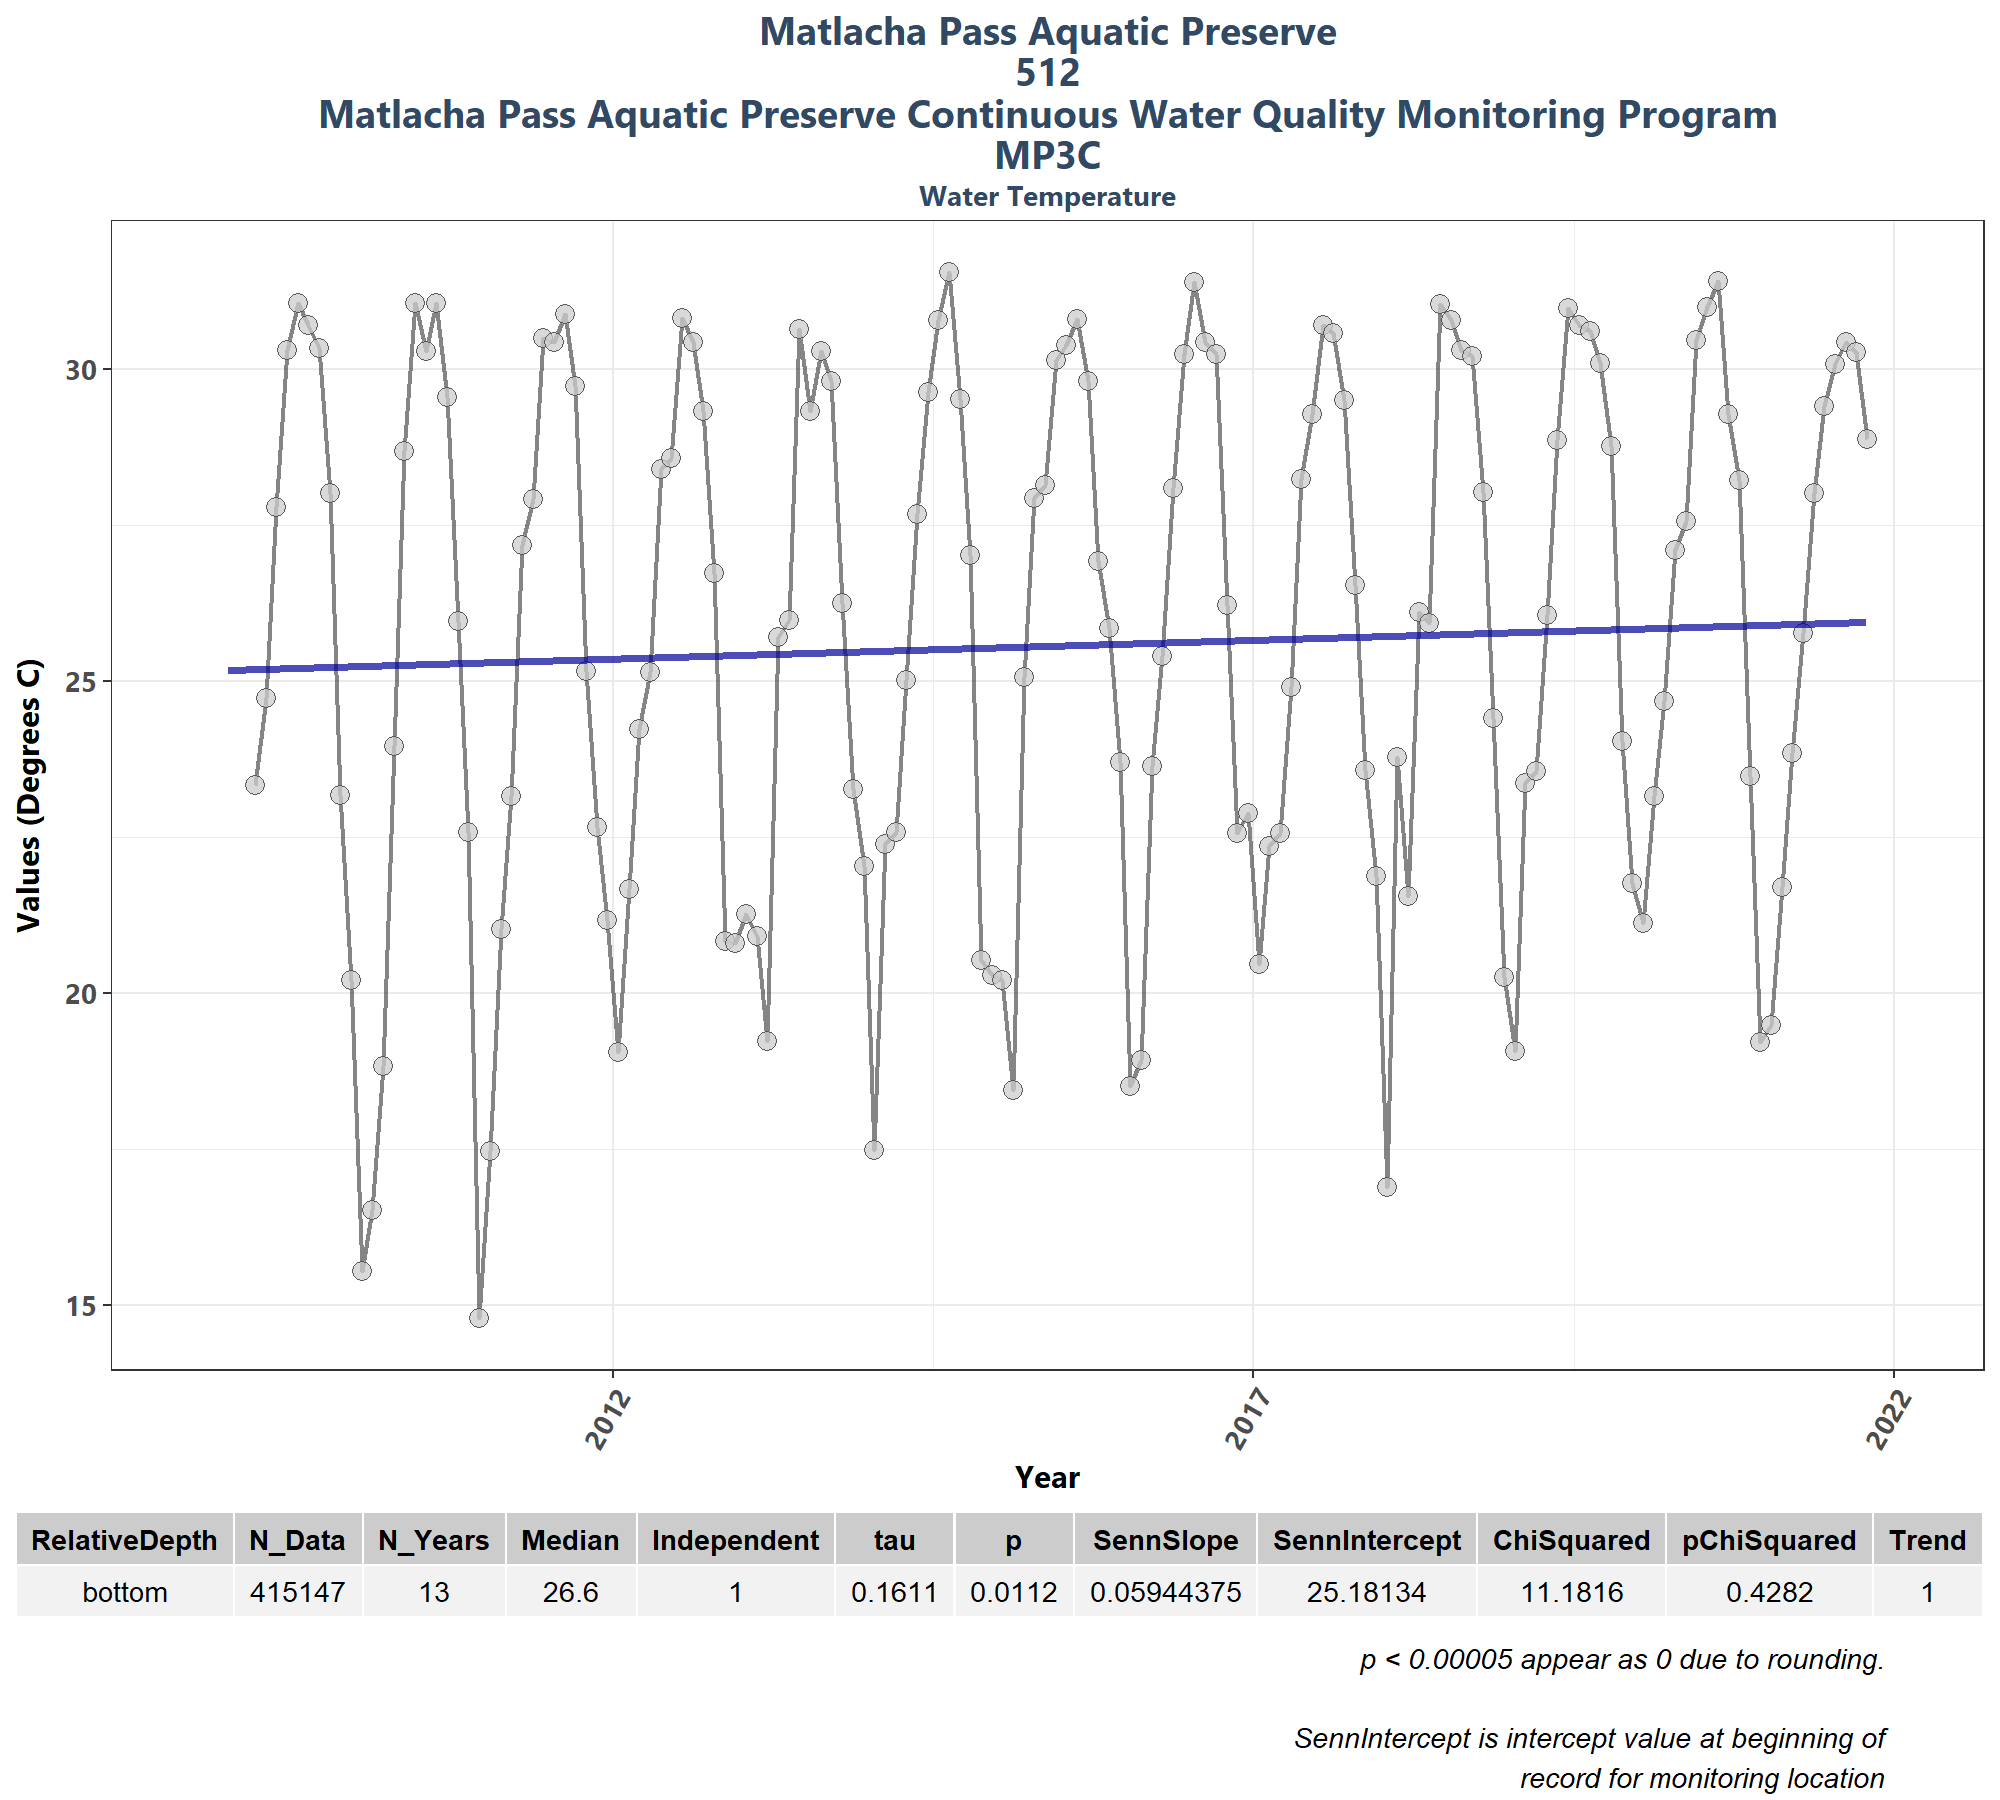 Matlacha Pass Aquatic Preserve
512
Matlacha Pass Aquatic Preserve Continuous Water Quality Monitoring Program
MP3C
Water Temperature
Values (Degrees C)
30
25
20
15
2012
2017
2022
Year
RelativeDepth N_Data N_Years Median Independent tau p SennSlope SennIntercept ChiSquared pChiSquared Trend
bottom 415147 13 26.6 1 0.1611 0.0112 0.05944375 25.18134 11.1816 0.4282 1
p < 0.00005 appear as 0 due to rounding.
SennIntercept is intercept value at beginning of
record for monitoring location